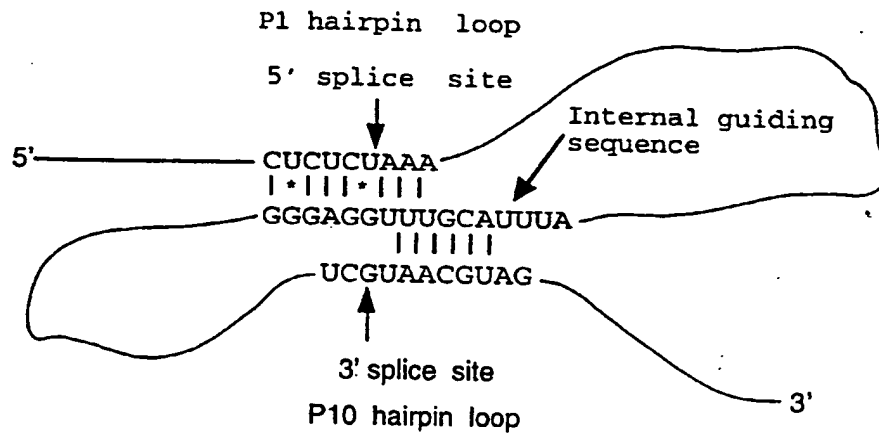 P1 hairpin loop
5' splice site
Internal guiding
sequence
5'
CUCUCUAAA
GGGAGGUUUGCAUUUA
UCGUAACGUAG
3' splice site
3'
P10 hairpin loop